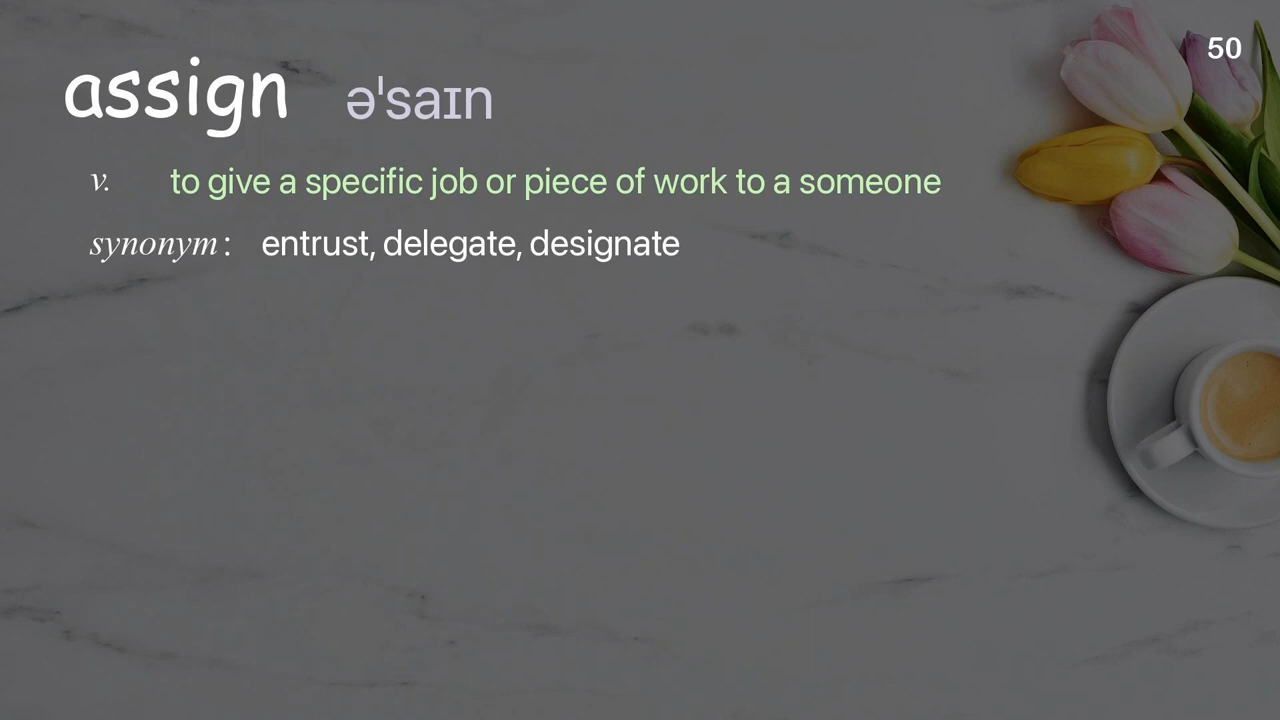 50
assign əˈsaɪn
v. to give a specific job or piece of work to a someone
synonym: entrust, delegate, designate